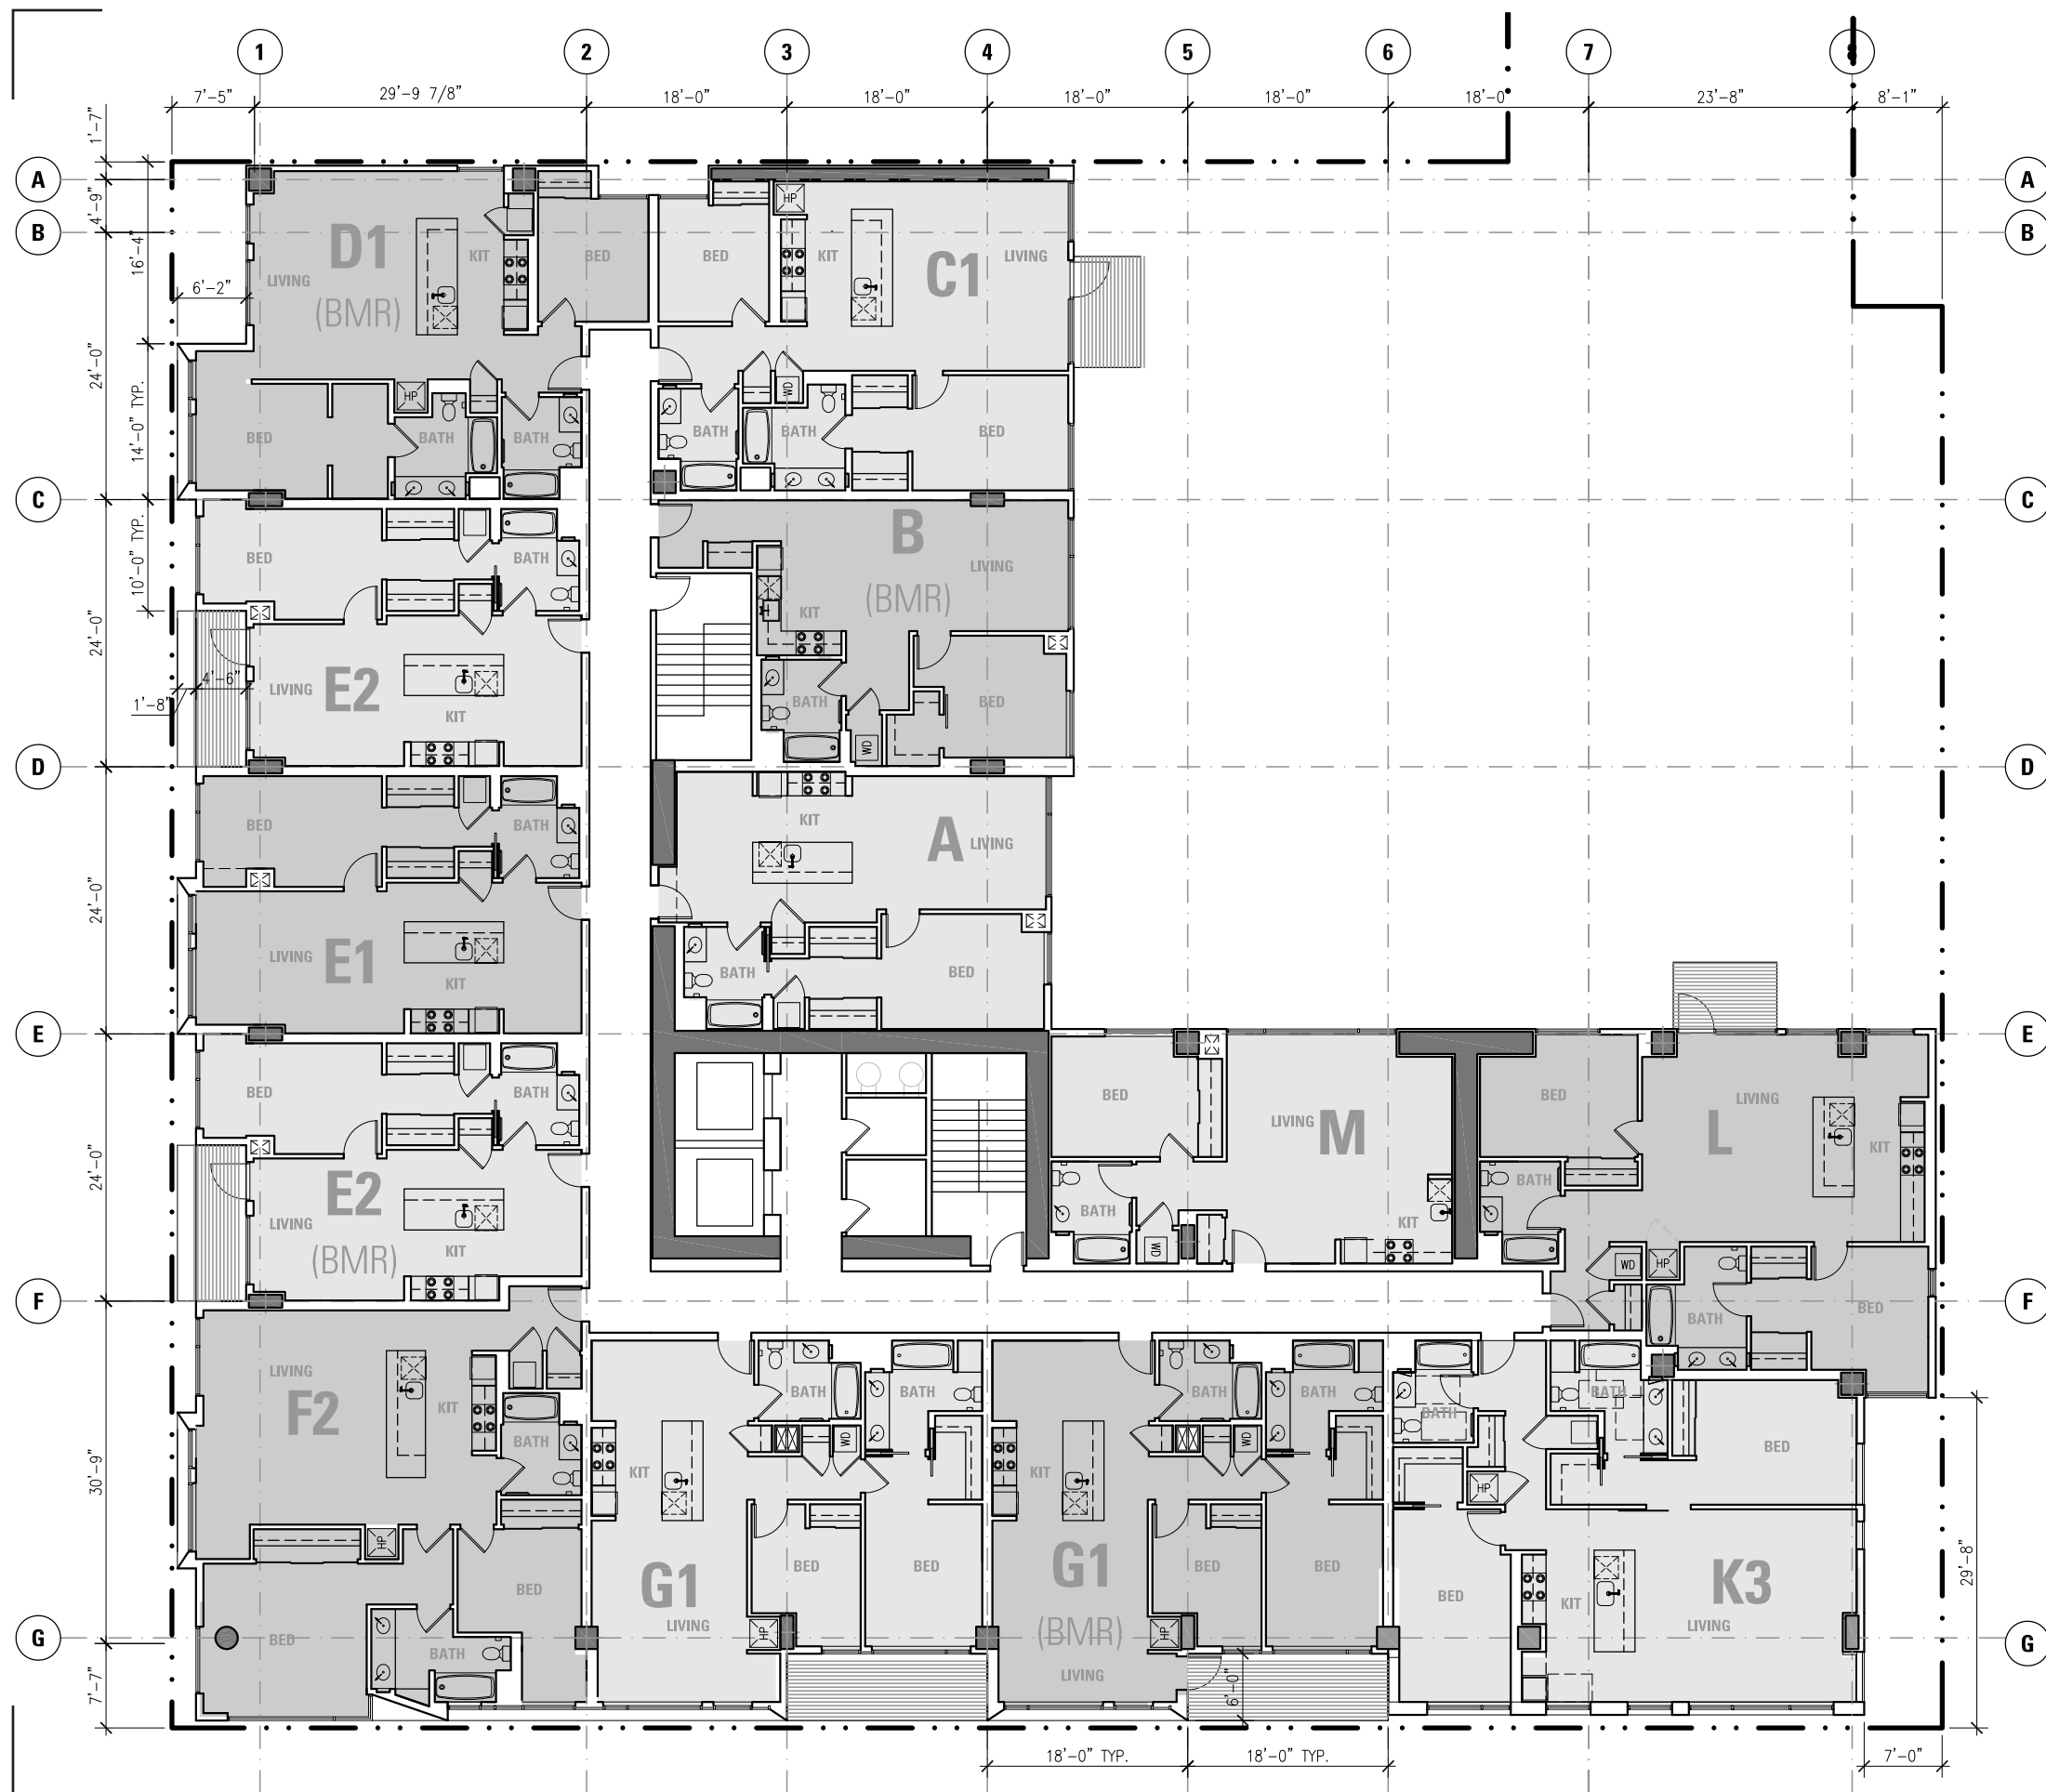 1 2 3 4 5 6 7 8
7'-5" 29'-9 7/8" 18'-0" 18'-0" 18'-0" 18'-0" 18'-0" 23'-8" 8'-1"
1'-7"
A A
4'-9"
B B
16'-4"
D1
(BMR)
LIVING
KIT
BED
BED
BATH
BATH
HP
6'-2"
24'-0"
14'-0" TYP.
C1
HP
BED
KIT
LIVING
WD
BATH
BATH
BED
C C
10'-0" TYP.
24'-0"
BED
BATH
E2
LIVING
KIT
4'-6"
1'-8"
B
(BMR)
LIVING
KIT
BATH
BED
WD
D D
24'-0"
BED
BATH
E1
LIVING
KIT
A
KIT
LIVING
BATH
BED
E E
24'-0"
BED
BATH
E2
(BMR)
LIVING
KIT
M
BED
LIVING
BATH
WD
KIT
L
BED
LIVING
KIT
BATH
WD
HP
BATH
BED
F F
30'-9"
F2
LIVING
KIT
BATH
HP
BED
BED
BATH
G1
BATH
BATH
KIT
WD
BED
BED
HP
LIVING
G1
(BMR)
BATH
BATH
KIT
WD
BED
BED
HP
LIVING
K3
BATH
BATH
HP
BED
BED
KIT
LIVING
29'-8"
G G
7'-7"
6'-0"
18'-0" TYP. 18'-0" TYP. 7'-0"